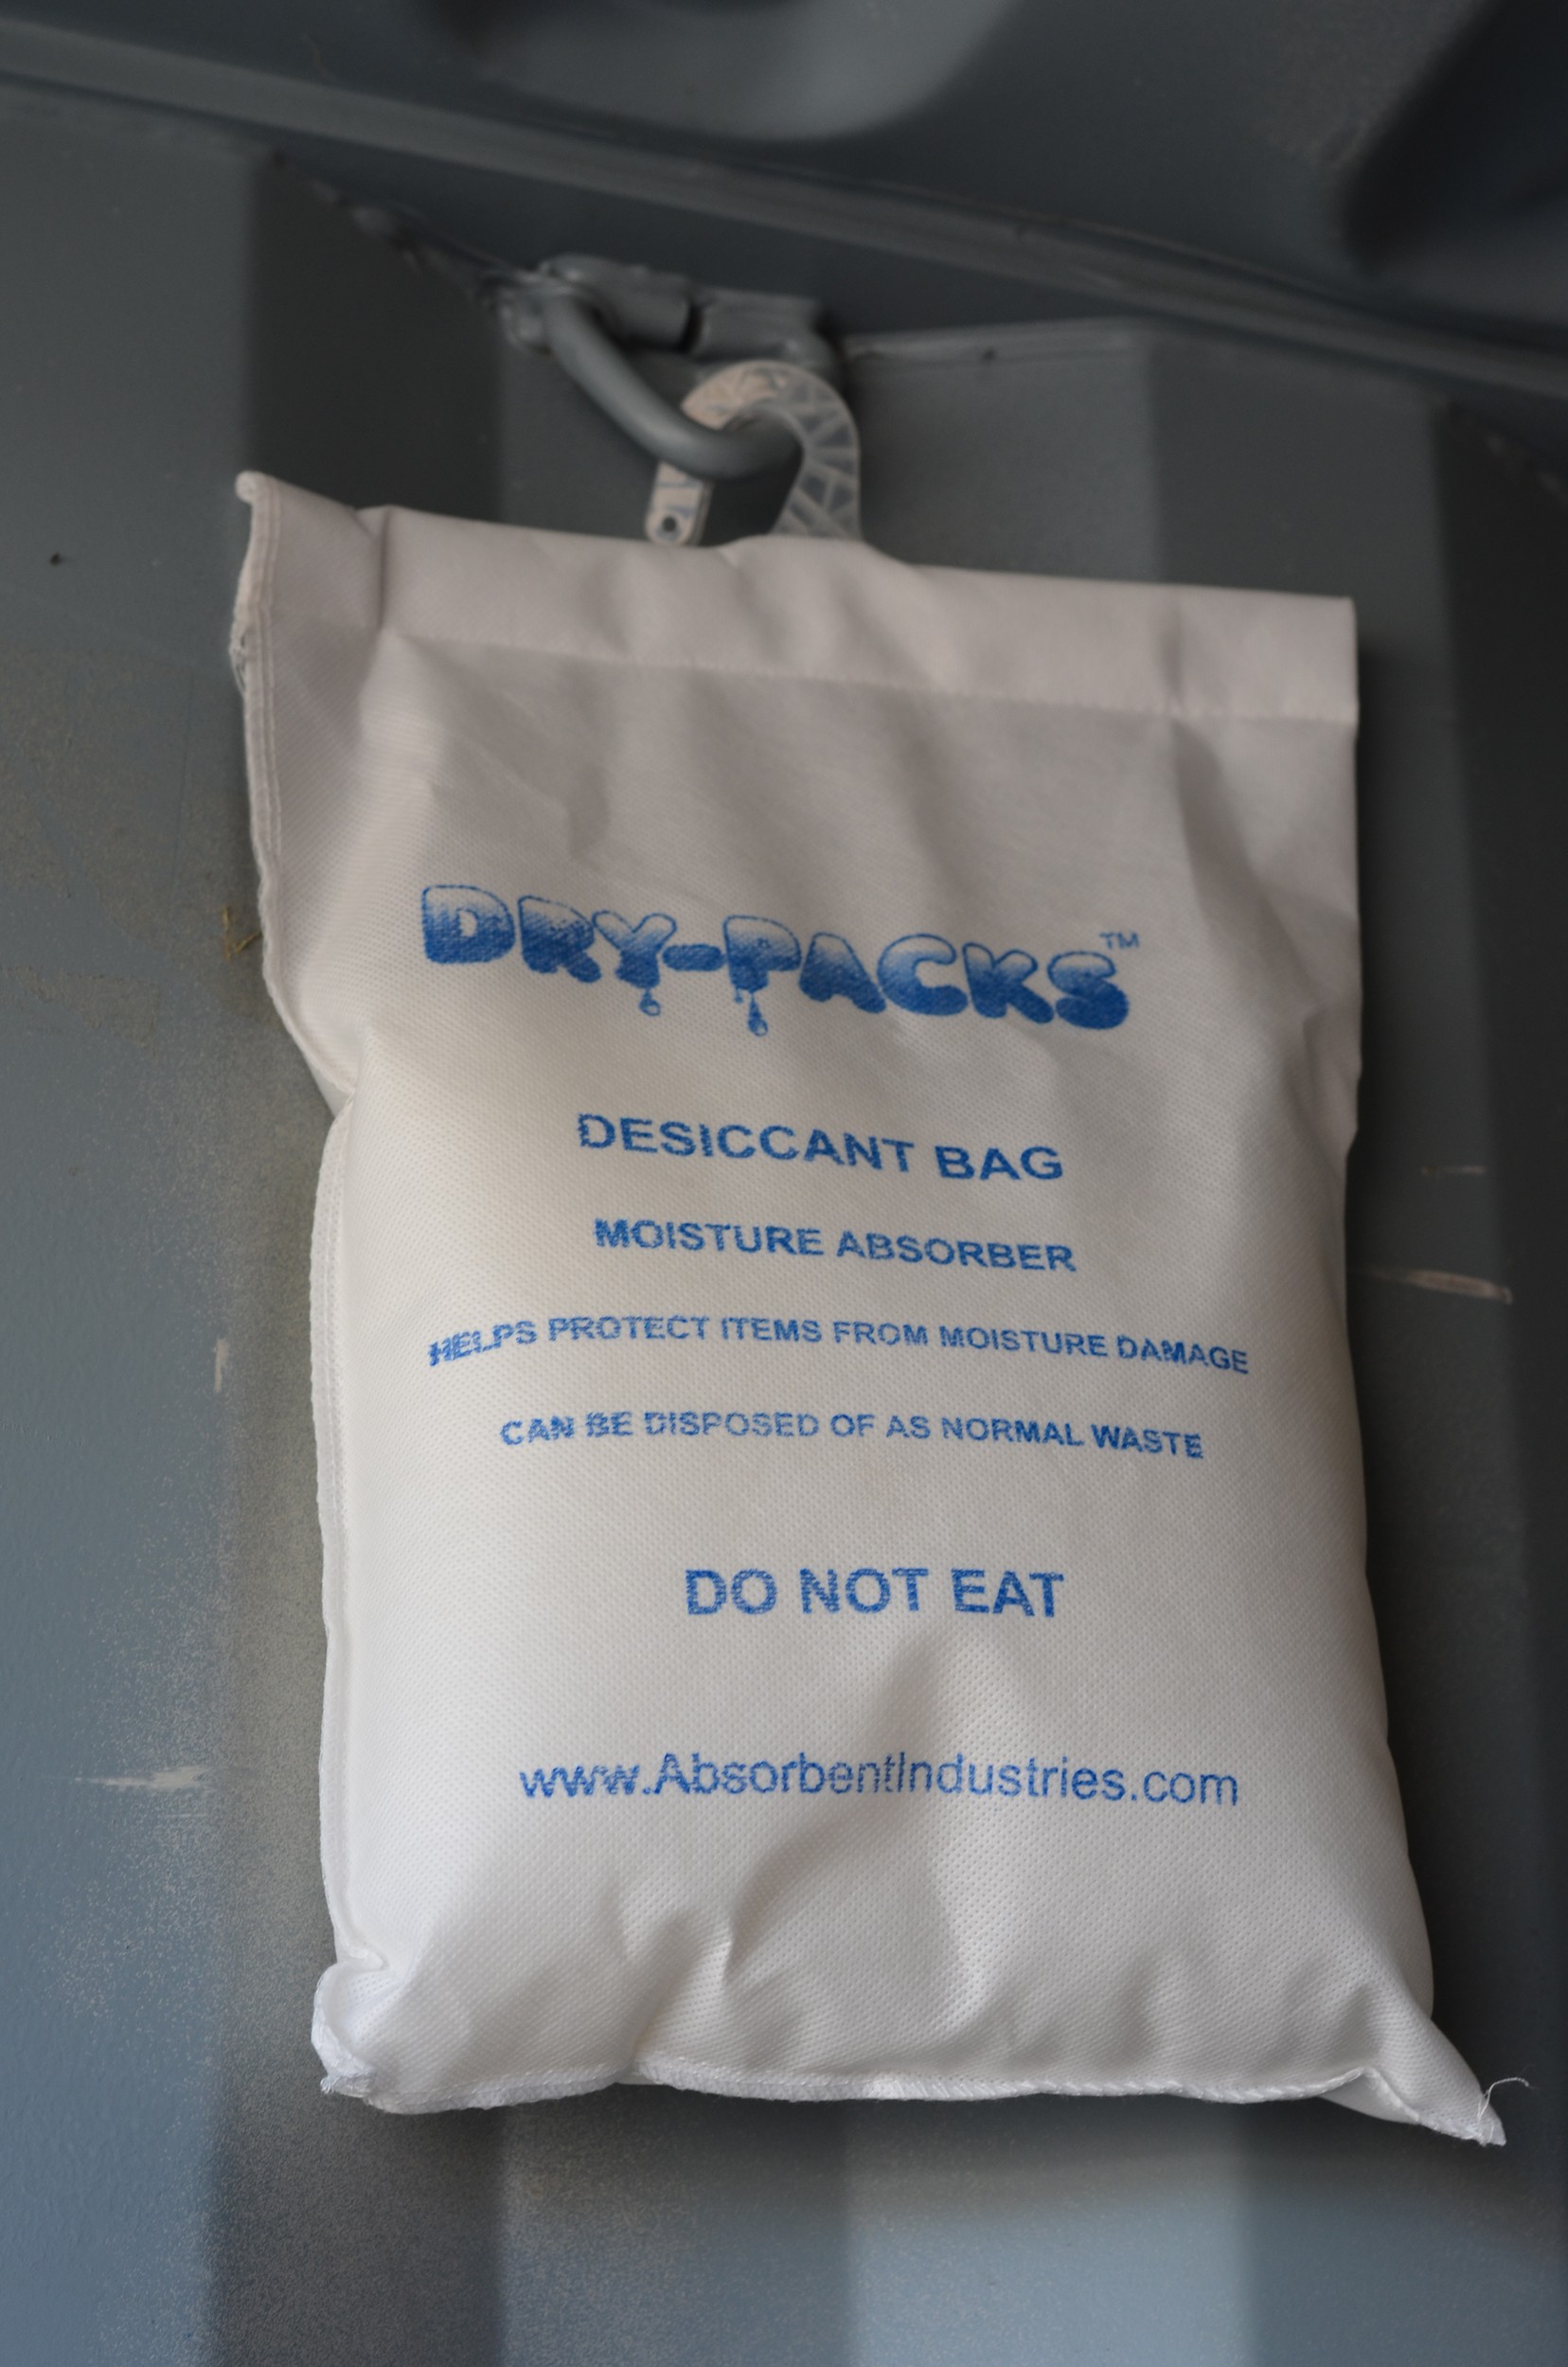 DRY-PACKS™
DESICCANT BAG
MOISTURE ABSORBER
HELPS PROTECT ITEMS FROM MOISTURE DAMAGE
CAN BE DISPOSED OF AS NORMAL WASTE
DO NOT EAT
www.AbsorbentIndustries.com